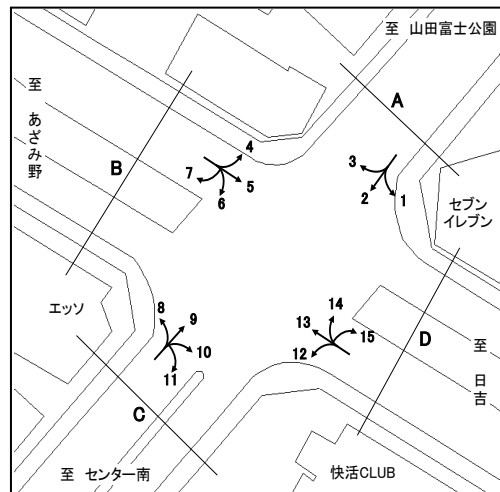 至 山田富士公園
至
あざみ野
A
B
4
3
7
5
6
2
1
セブン
イレブン
エッソ
8
9
14
13
15
10
12
11
D
至
日吉
C
至 センター南
快活CLUB